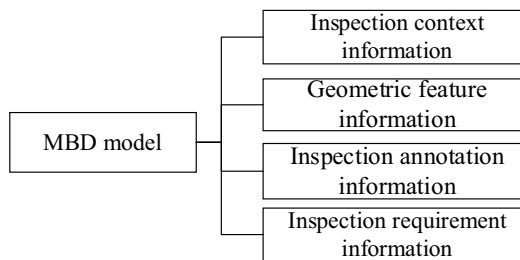 Inspection context
information
Geometric feature
information
MBD model
Inspection annotation
information
Inspection requirement
information